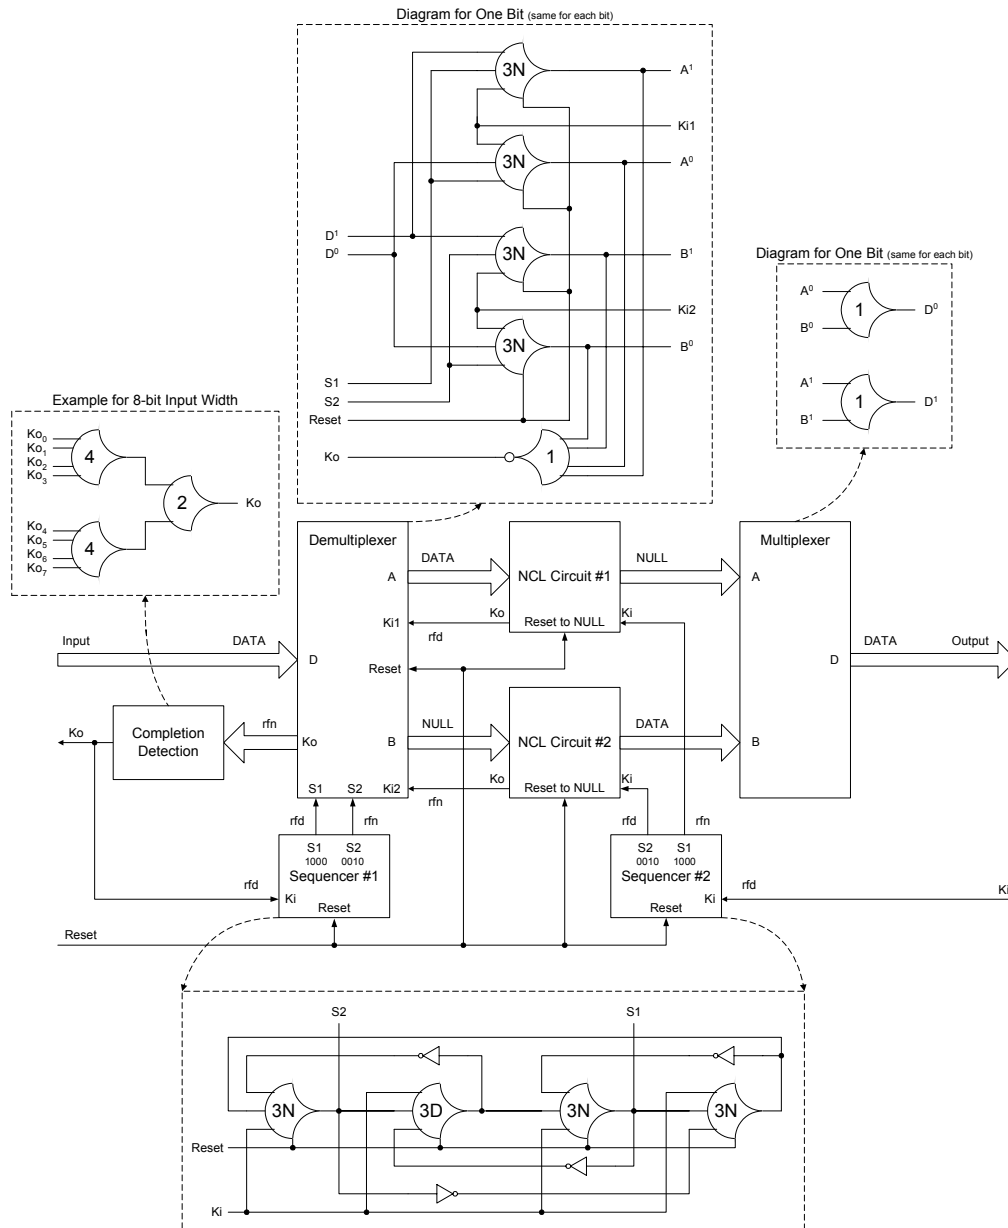 Diagram for One Bit (same for each bit)
3N
A¹
Ki1
3N
A⁰
D¹
D⁰
3N
B¹
Ki2
3N
B⁰
S1
S2
Reset
Ko
1
Diagram for One Bit (same for each bit)
A⁰
B⁰
1
D⁰
A¹
B¹
1
D¹
Example for 8-bit Input Width
Ko₀
Ko₁
Ko₂
Ko₃
4
2
Ko
Ko₄
Ko₅
Ko₆
Ko₇
4
Demultiplexer
A
Ki1
D
Reset
Ko
B
S1 S2 Ki2
DATA
Ko
rfd
NCL Circuit #1
Reset to NULL
NULL
Ki
Multiplexer
A
D
B
DATA Output
Input DATA
Ko
Completion
Detection
rfn
NULL
Ko
rfn
NCL Circuit #2
Reset to NULL
DATA
Ki
rfd rfn
rfd rfn
S1 S2
1000 0010
Sequencer #1
Ki
Reset
rfd
S2 S1
0010 1000
Sequencer #2
Ki
Reset
rfd
Ki
Reset
S2 S1
3N
3D
3N
3N
Reset
Ki